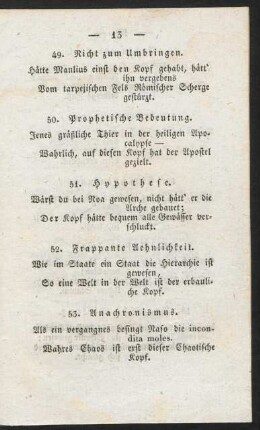 — 13 —
49. Nicht zum Umbringen.
Hätte Manlius einst den Kopf gehabt, hätt'
ihn vergebens
Vom tarpejischen Fels Römischer Scherge
gestürzt.
50. Prophetische Bedeutung.
Jenes gräßliche Thier in der heiligen Apo-
calypse —
Wahrlich, auf diesen Kopf hat der Apostel
gezielt.
51. Hypothese.
Wärst du bei Noa gewesen, nicht hätt' er die
Arche gebauet;
Der Kopf hätte bequem alle Gewässer ver-
schluckt.
52. Frappante Aehnlichkeit.
Wie im Staate ein Staat die Hierarchie ist
gewesen,
So eine Welt in der Welt ist der erbauli-
che Kopf.
53. Anachronismus.
Als ein vergangnes besingt Naso die incon-
dita moles.
Wahres Chaos ist erst dieser Chaotische
Kopf.